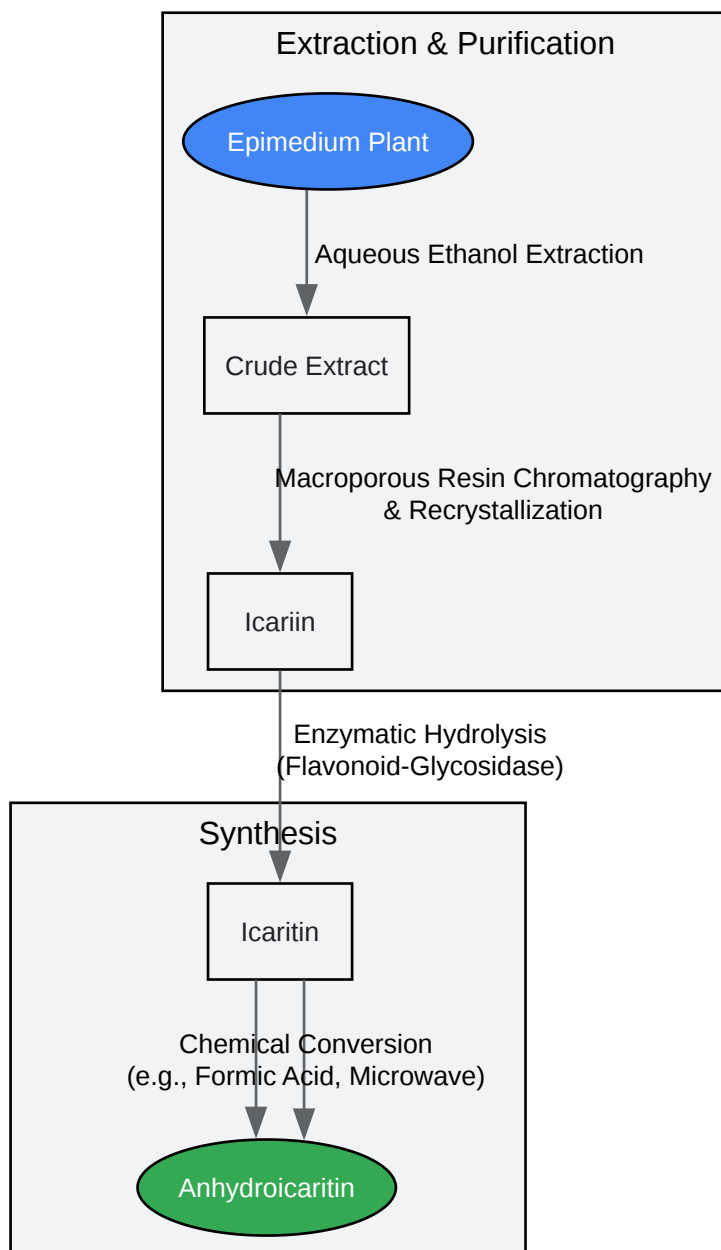 Extraction & Purification
Epimedium Plant
Aqueous Ethanol Extraction
Crude Extract
Macroporous Resin Chromatography
& Recrystallization
Icariin
Enzymatic Hydrolysis
(Flavonoid-Glycosidase)
Synthesis
Icaritin
Chemical Conversion
(e.g., Formic Acid, Microwave)
Anhydroicaritin